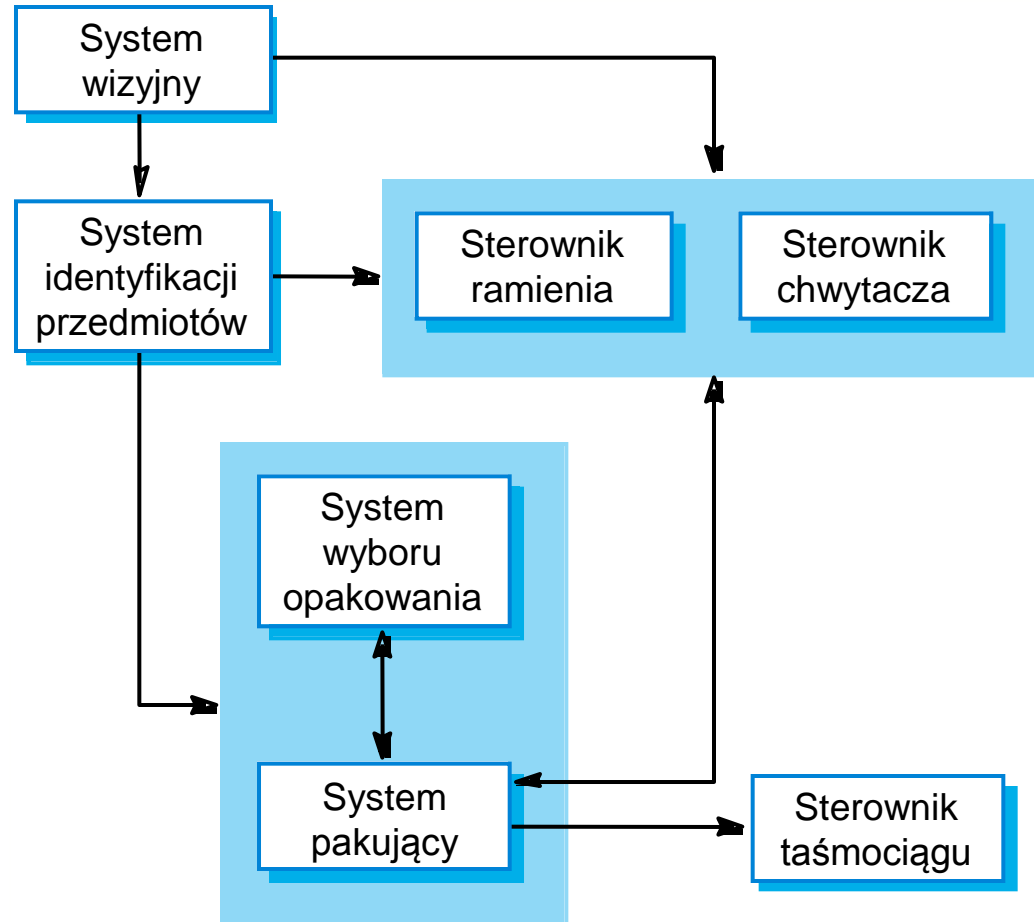 System
wizyjny
System
identyfikacji
przedmiotów
Sterownik
ramienia
Sterownik
chwytacza
System
wyboru
opakowania
System
pakujący
Sterownik
taśmociągu